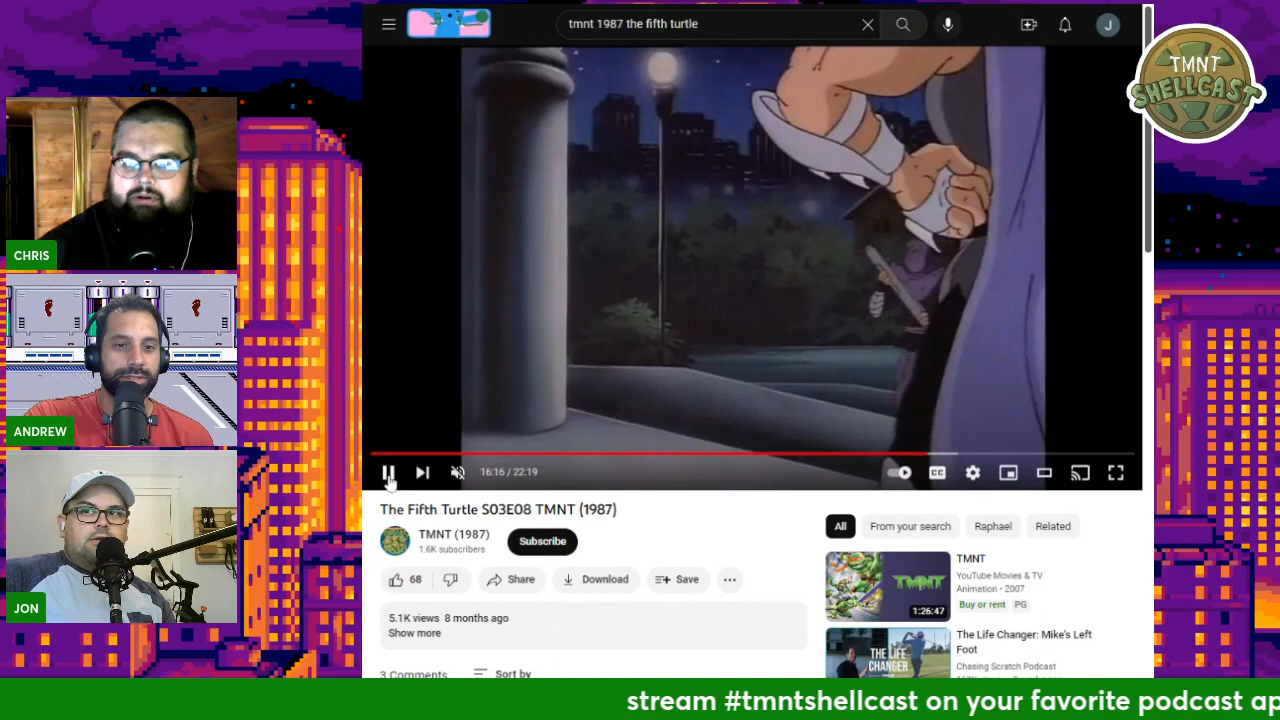 tmnt 1987 the fifth turtle
J
TMNT
SHELLCAST
CHRIS
ANDREW
JON
16:16 / 22:19
CC
The Fifth Turtle S03E08 TMNT (1987)
TMNT (1987)
1.6K subscribers
Subscribe
68
Share
Download
Save
5.1K views 8 months ago
Show more
3 Comments
Sort by
All
From your search
Raphael
Related
TMNT
1:26:47
TMNT
YouTube Movies & TV
Animation • 2007
Buy or rent
PG
THE LIFE
CHANGER
The Life Changer: Mike's Left
Foot
Chasing Scratch Podcast
stream #tmntshellcast on your favorite podcast ap